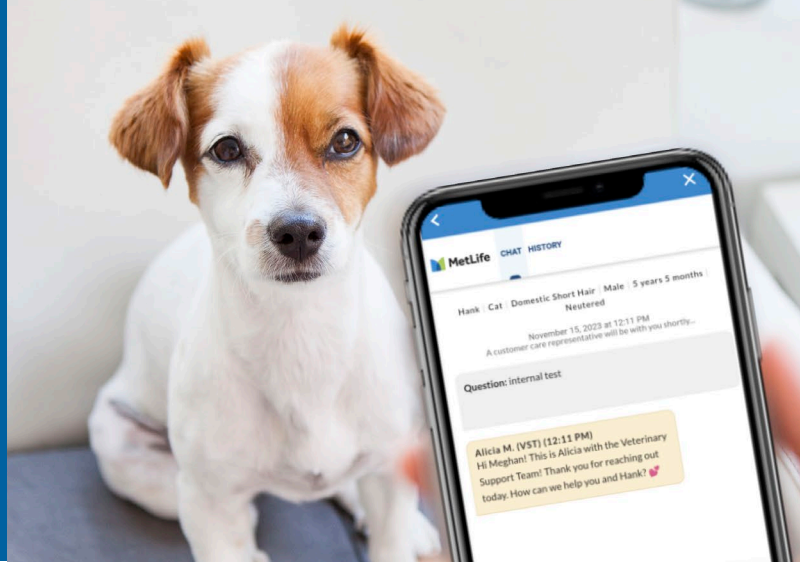 MetLife CHAT HISTORY
Hank | Cat | Domestic Short Hair | Male | 5 years 5 months |
Neutered
November 15, 2023 at 12:11 PM
A customer care representative will be with you shortly...
Question: internal test
Alicia M. (VST) (12:11 PM)
Hi Meghan! This is Alicia with the Veterinary
Support Team! Thank you for reaching out
today. How can we help you and Hank? 💕